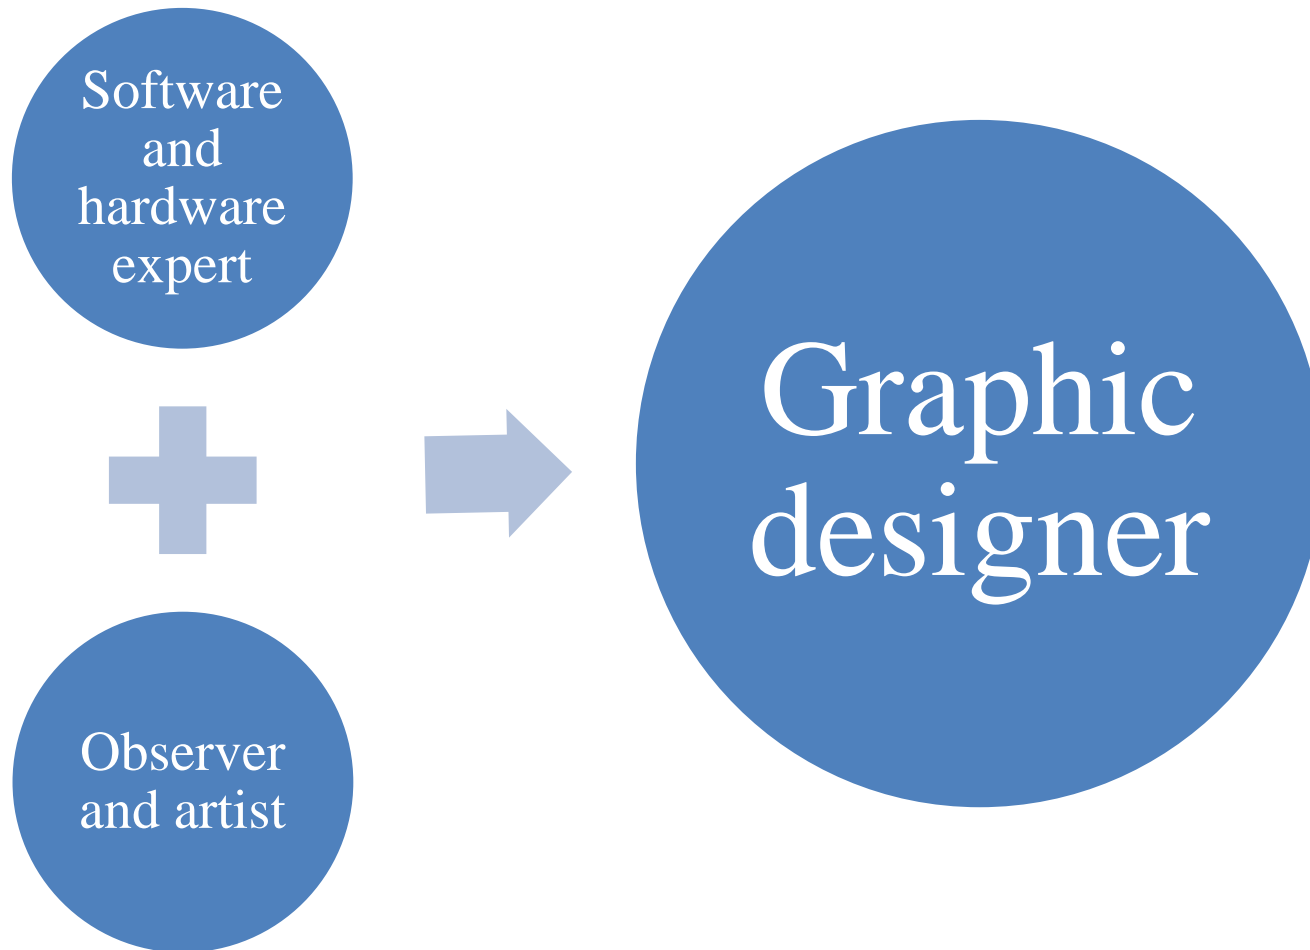 Software
and
hardware
expert
Observer
and artist
Graphic
designer